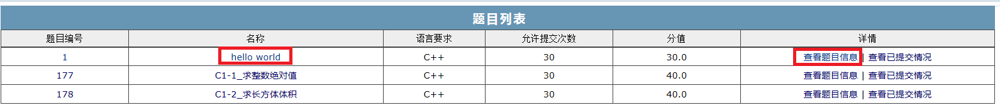 题目列表
题目编号 名称 语言要求 允许提交次数 分值 详情
1 hello world C++ 30 30.0 查看题目信息 | 查看已提交情况
177 C1-1_求整数绝对值 C++ 30 40.0 查看题目信息 | 查看已提交情况
178 C1-2_求长方体体积 C++ 30 40.0 查看题目信息 | 查看已提交情况